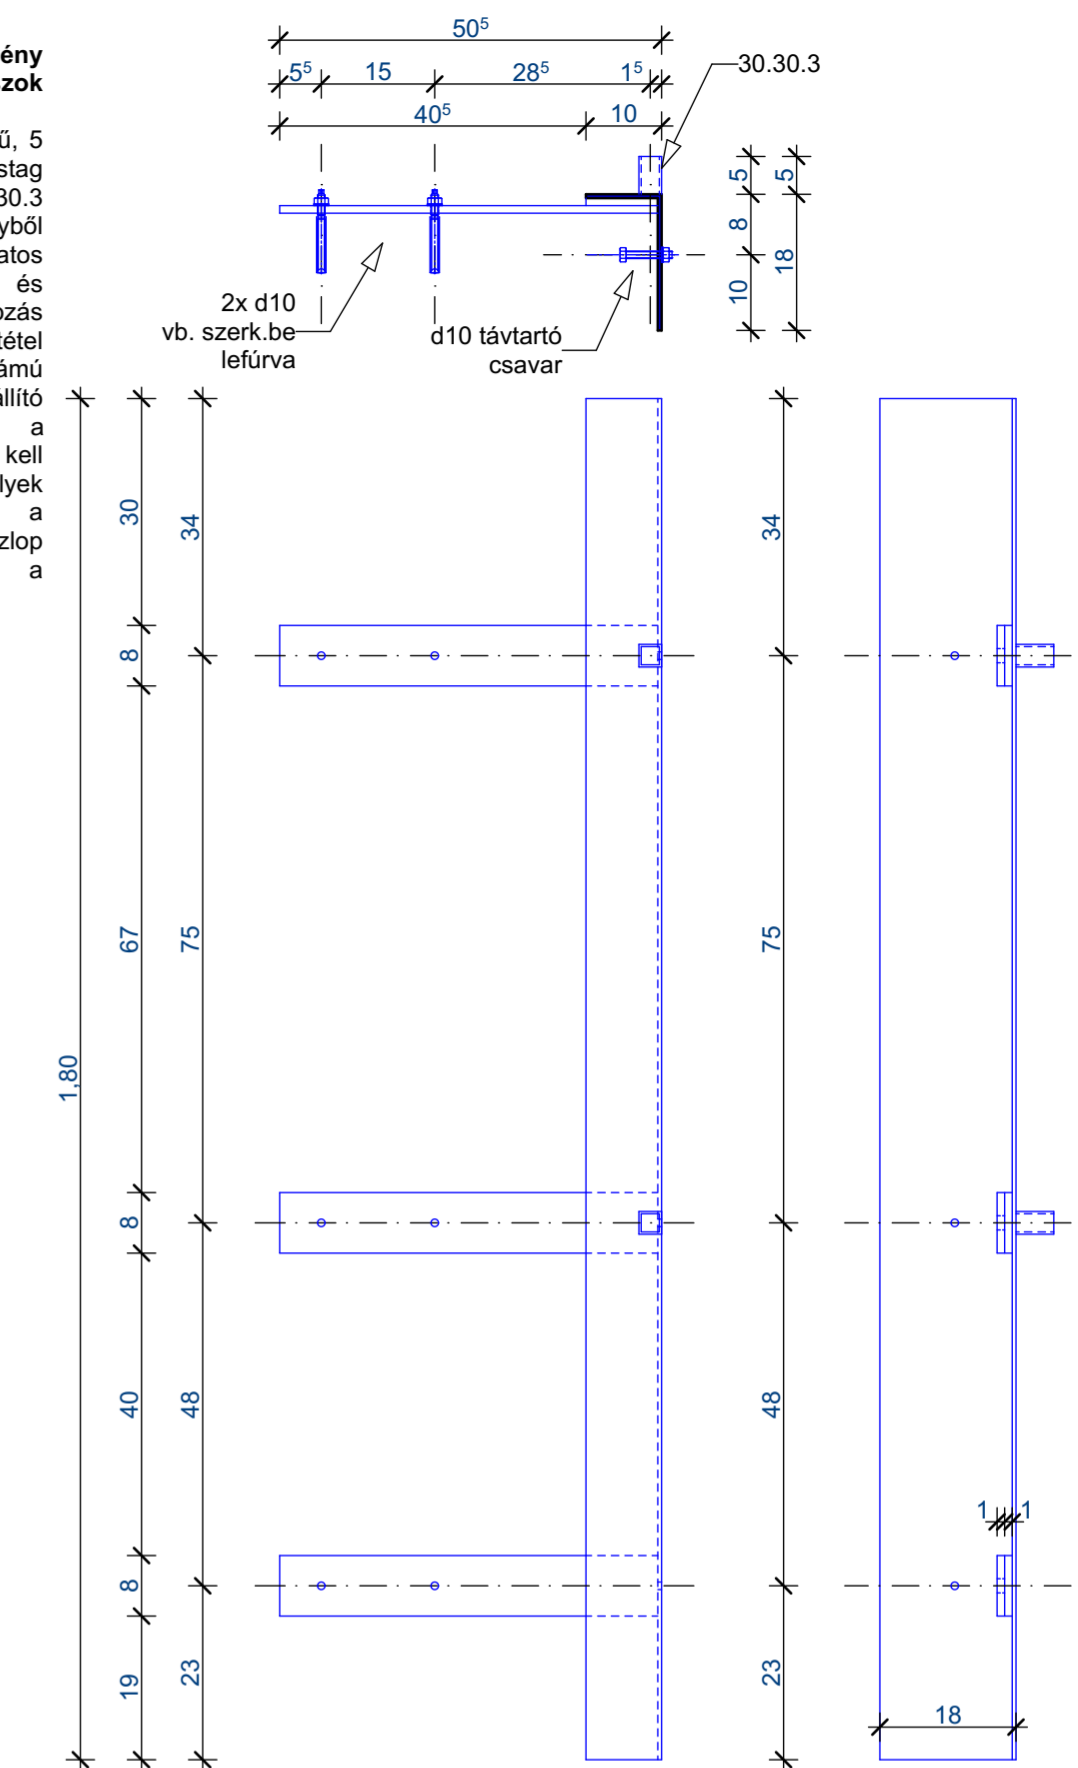 ény
szok
ű, 5
stag
30.3
yből
atos
és
ozás
tétel
ámú
állító
a
kell
lyek
a
zlop
a
50⁵
5⁵ 15 28⁵ 1⁵
40⁵ 10
30.30.3
5 8 10
5 18
2x d10
vb. szerk.be
lefúrva
d10 távtartó
csavar
1,80
30 8 67 8 40 8 19
34 75 48 23
34 75 48 23
1 1
18